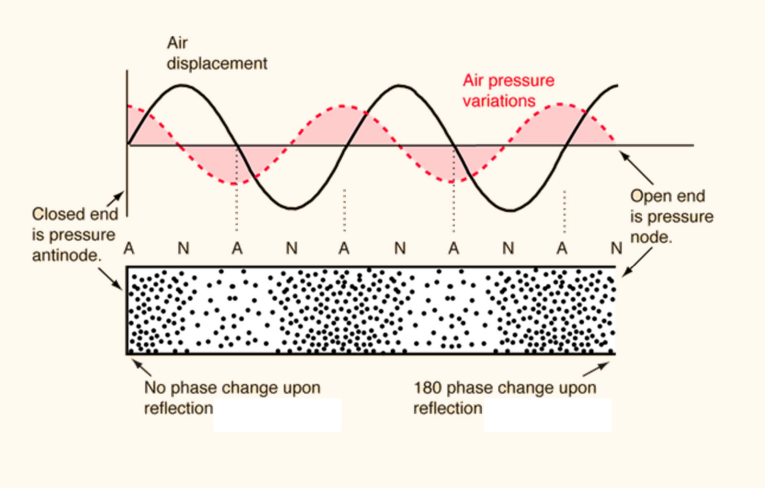 Air
displacement
Air pressure
variations
Closed end
is pressure
antinode.
Open end
is pressure
node.
A N A N A N A N A N
No phase change upon
reflection
180 phase change upon
reflection